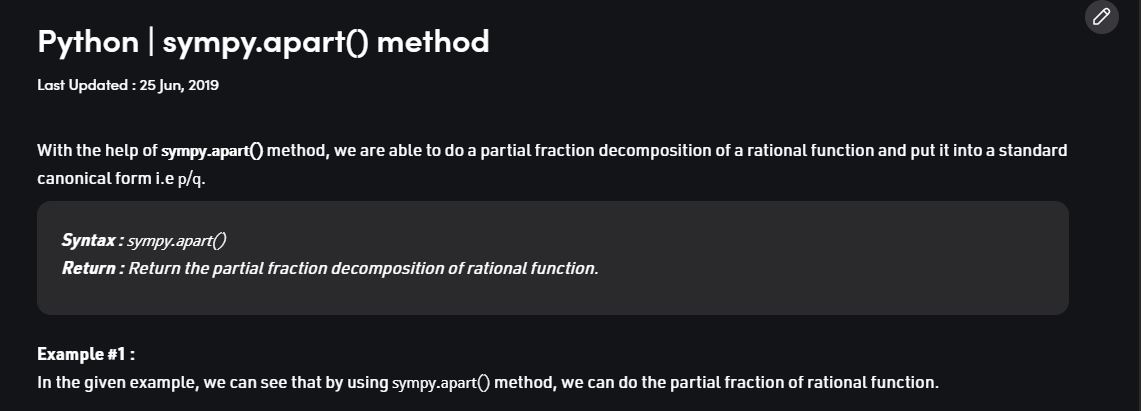 Python | sympy.apart() method
Last Updated : 25 Jun, 2019
With the help of sympy.apart() method, we are able to do a partial fraction decomposition of a rational function and put it into a standard
canonical form i.e p/q.
Syntax : sympy.apart()
Return : Return the partial fraction decomposition of rational function.
Example #1 :
In the given example, we can see that by using sympy.apart() method, we can do the partial fraction of rational function.